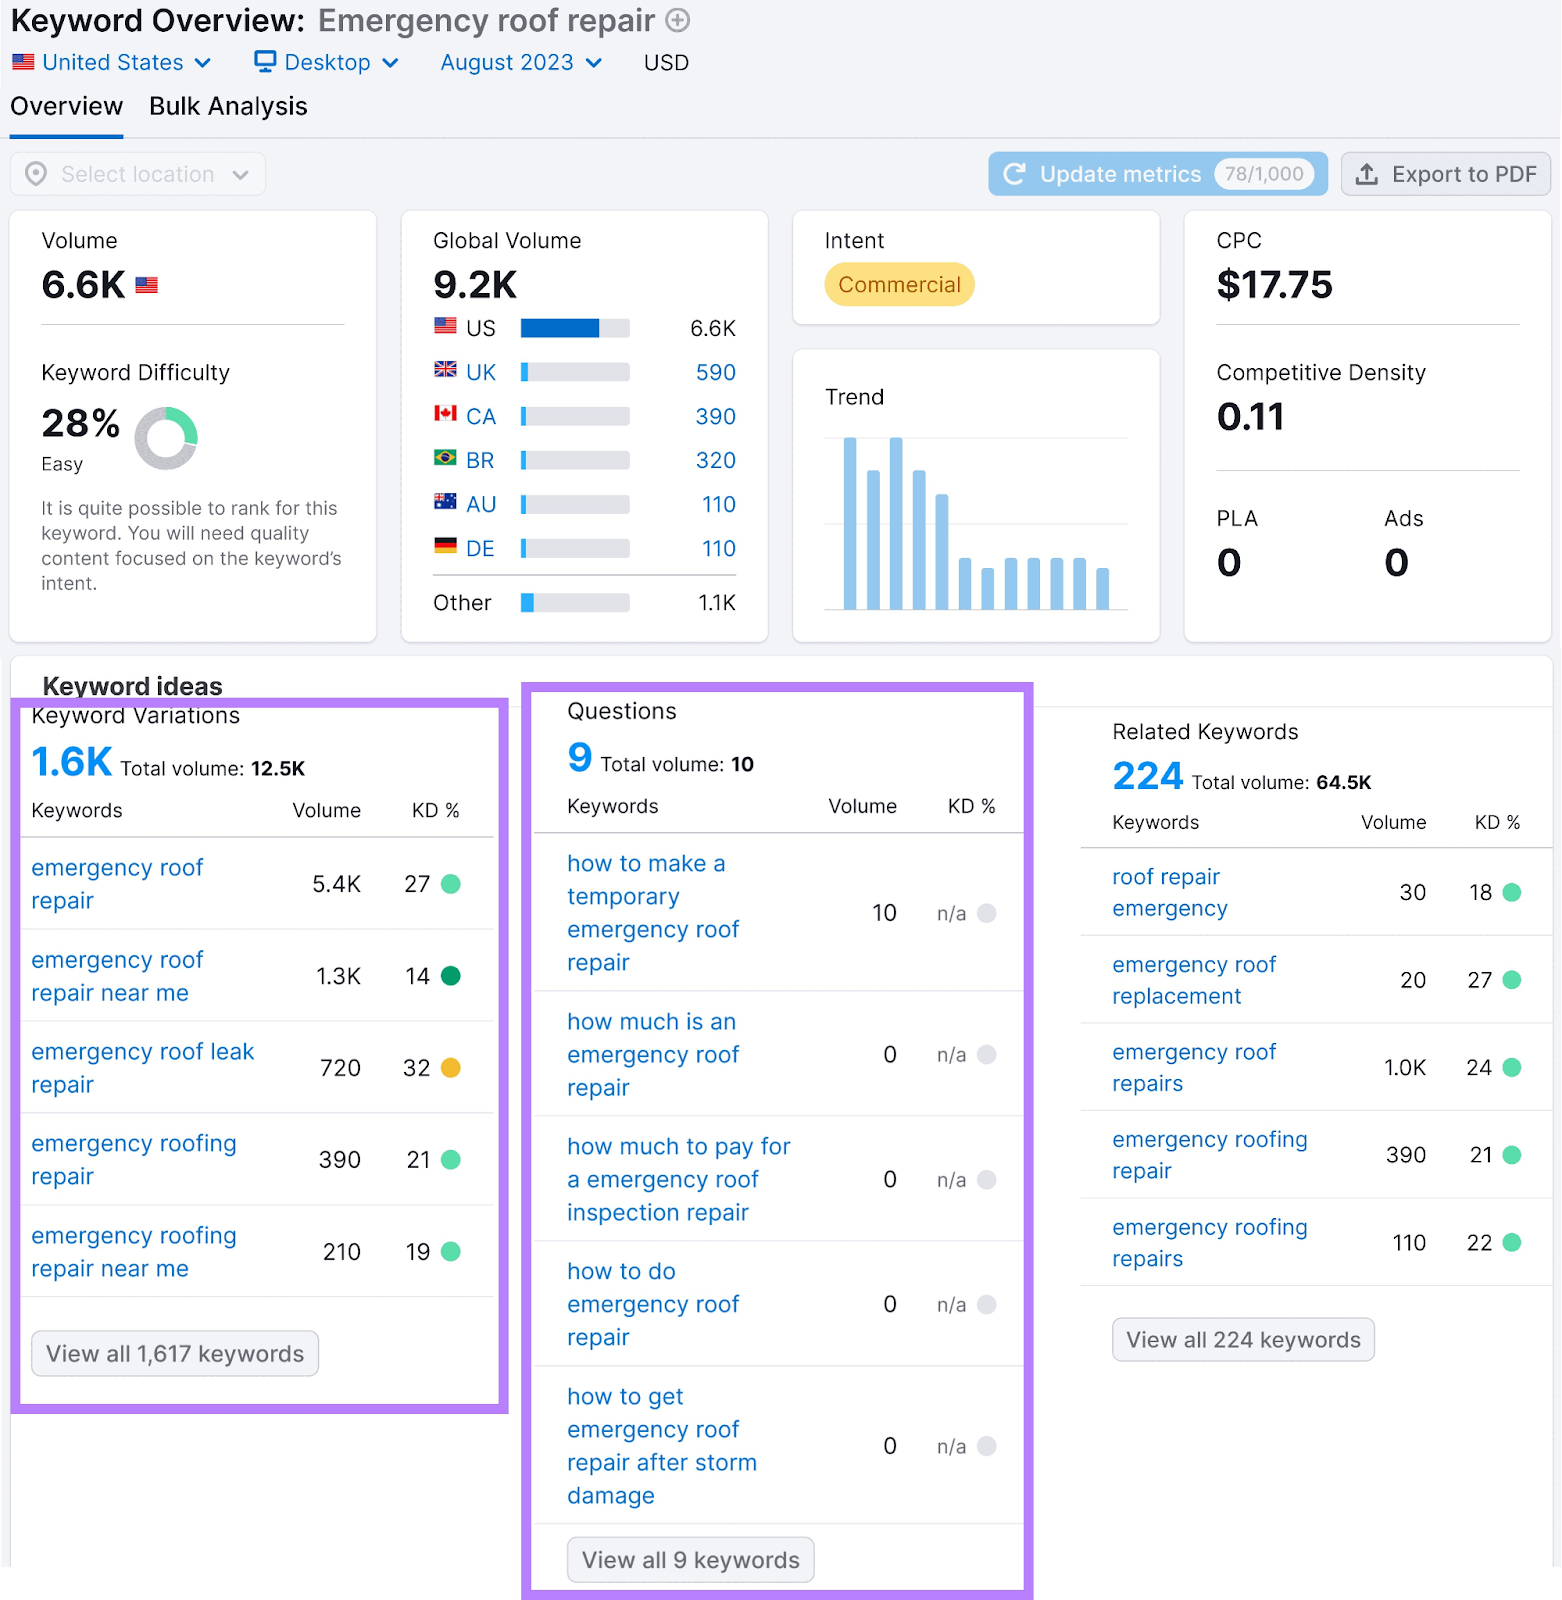 Keyword Overview: Emergency roof repair
United States Desktop August 2023 USD
Overview Bulk Analysis
Select location Update metrics 78/1,000 Export to PDF
Volume
6.6K
Keyword Difficulty
28%
Easy
It is quite possible to rank for this
keyword. You will need quality
content focused on the keyword's
intent.
Global Volume
9.2K
US 6.6K
UK 590
CA 390
BR 320
AU 110
DE 110
Other 1.1K
Intent
Commercial
Trend
CPC
$17.75
Competitive Density
0.11
PLA Ads
0 0
Keyword ideas
Keyword Variations
1.6K Total volume: 12.5K
Keywords Volume KD %
emergency roof
repair 5.4K 27
emergency roof
repair near me 1.3K 14
emergency roof leak
repair 720 32
emergency roofing
repair 390 21
emergency roofing
repair near me 210 19
View all 1,617 keywords
Questions
9 Total volume: 10
Keywords Volume KD %
how to make a
temporary
emergency roof
repair 10 n/a
how much is an
emergency roof
repair 0 n/a
how much to pay for
a emergency roof
inspection repair 0 n/a
how to do
emergency roof
repair 0 n/a
how to get
emergency roof
repair after storm
damage 0 n/a
View all 9 keywords
Related Keywords
224 Total volume: 64.5K
Keywords Volume KD %
roof repair
emergency 30 18
emergency roof
replacement 20 27
emergency roof
repairs 1.0K 24
emergency roofing
repair 390 21
emergency roofing
repairs 110 22
View all 224 keywords